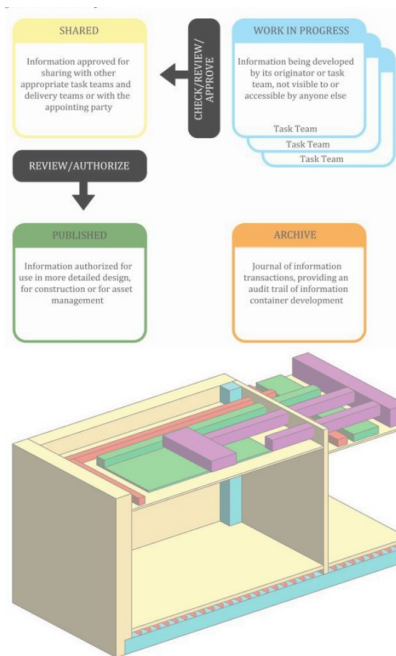 SHARED
Information approved for
sharing with other
appropriate task teams and
delivery teams or with the
appointing party
CHECK/REVIEW/
APPROVE
WORK IN PROGRESS
Information being developed
by its originator or task
team, not visible to or
accessible by anyone else
Task Team
Task Team
Task Team
REVIEW/AUTHORIZE
PUBLISHED
Information authorized for
use in more detailed design,
for construction or for asset
management
ARCHIVE
Journal of information
transactions, providing an
audit trail of information
container development